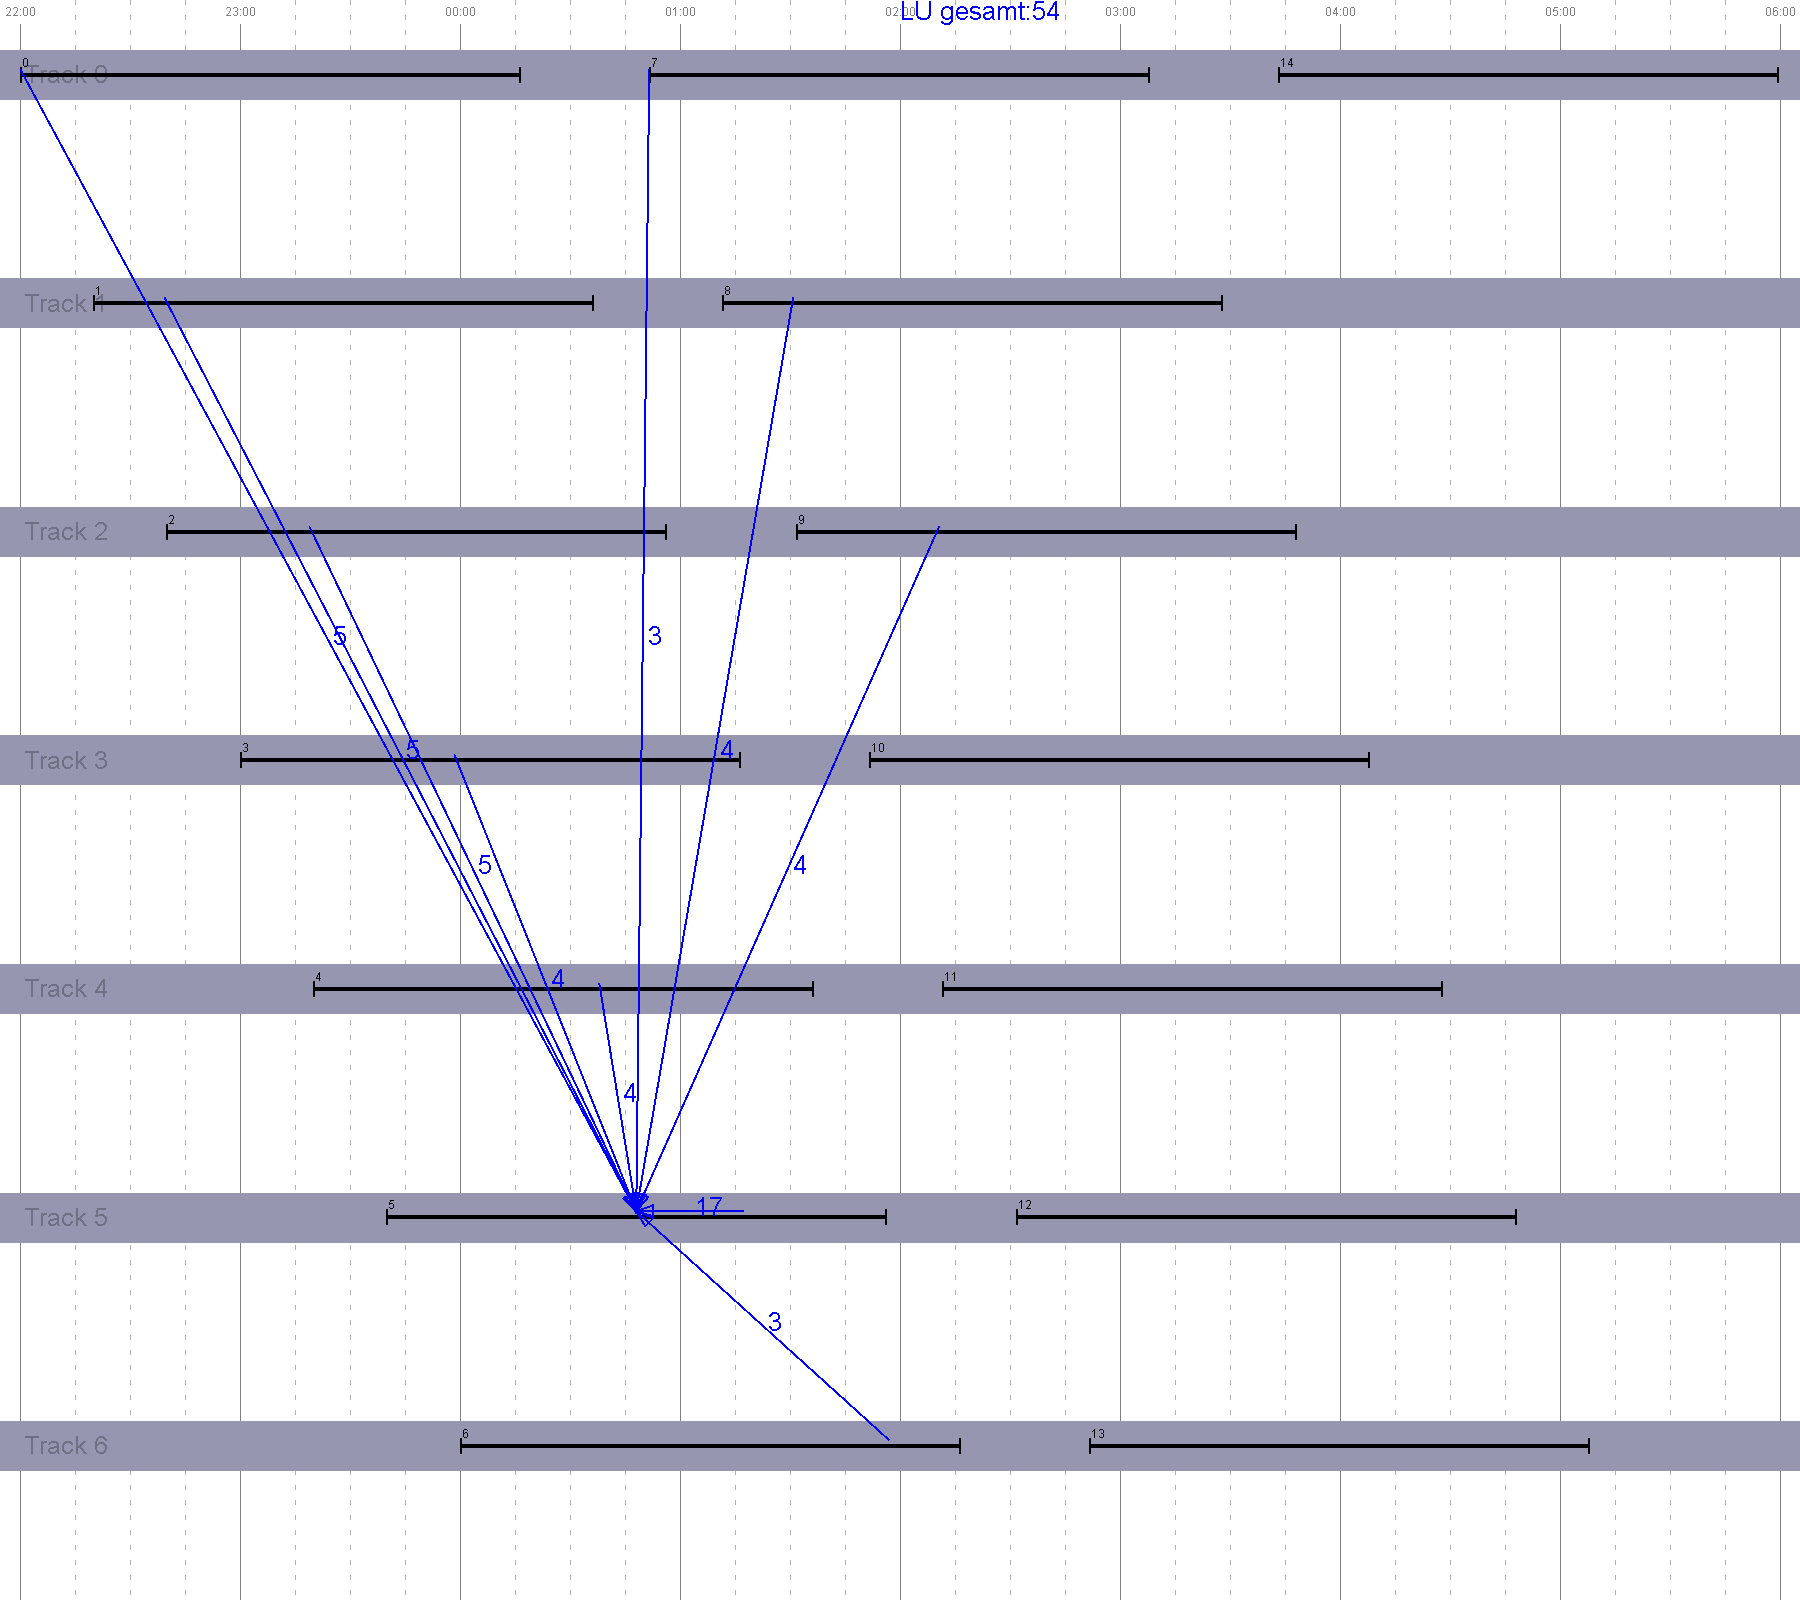 22:00 23:00 00:00 01:00 02:00 03:00 04:00 05:00 06:00
LU gesamt:54
0 7 14
Track 0
1 8
Track 1
2 9
Track 2
5 3
3 10
5 4
Track 3
5 4
4 11
4
Track 4
4
5 12
17
Track 5
3
6 13
Track 6